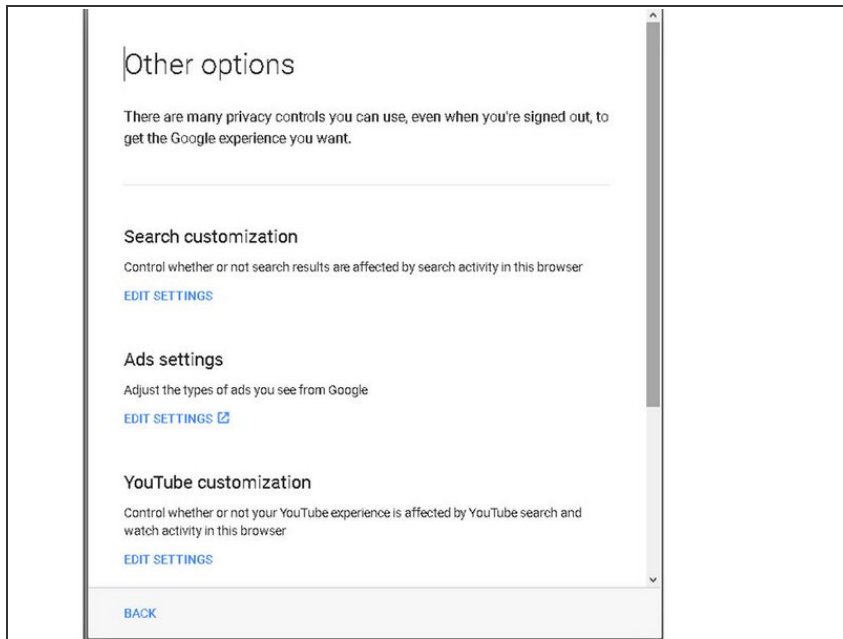 Other options
There are many privacy controls you can use, even when you're signed out, to
get the Google experience you want.
Search customization
Control whether or not search results are affected by search activity in this browser
EDIT SETTINGS
Ads settings
Adjust the types of ads you see from Google
EDIT SETTINGS
YouTube customization
Control whether or not your YouTube experience is affected by YouTube search and
watch activity in this browser
EDIT SETTINGS
BACK